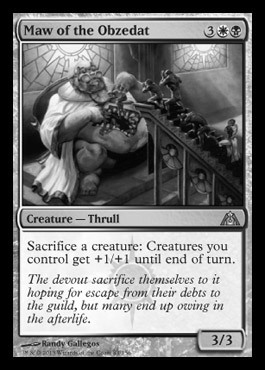 Maw of the Obzedat 3
Creature — Thrull
Sacrifice a creature: Creatures you
control get +1/+1 until end of turn.
The devout sacrifice themselves to it
hoping for escape from their debts to
the guild, but many end up owing in
the afterlife.
Randy Gallegos
3/3